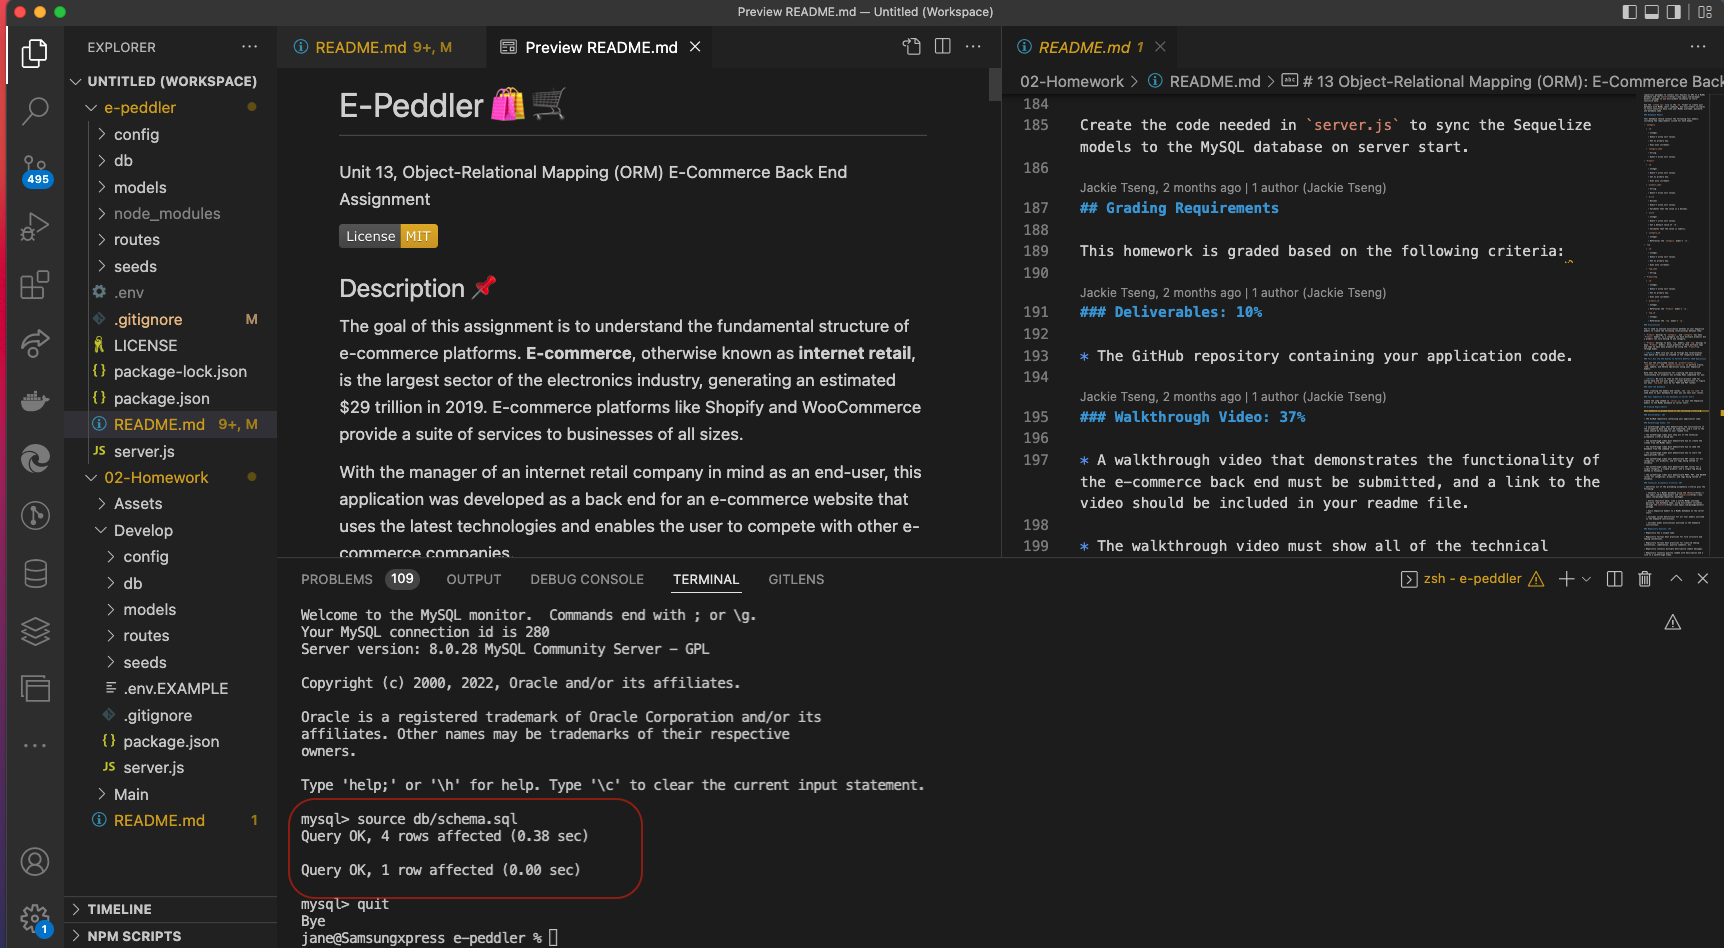 Preview README.md — Untitled (Workspace)
EXPLORER
UNTITLED (WORKSPACE)
e-peddler
config
db
models
node_modules
routes
seeds
.env
.gitignore M
LICENSE
package-lock.json
package.json
README.md 9+, M
JS server.js
02-Homework
Assets
Develop
config
db
models
routes
seeds
.env.EXAMPLE
.gitignore
package.json
JS server.js
Main
README.md 1
TIMELINE
NPM SCRIPTS
495
1
README.md 9+, M
Preview README.md
E-Peddler
Unit 13, Object-Relational Mapping (ORM) E-Commerce Back End
Assignment
License MIT
Description
The goal of this assignment is to understand the fundamental structure of
e-commerce platforms. E-commerce, otherwise known as internet retail,
is the largest sector of the electronics industry, generating an estimated
$29 trillion in 2019. E-commerce platforms like Shopify and WooCommerce
provide a suite of services to businesses of all sizes.
With the manager of an internet retail company in mind as an end-user, this
application was developed as a back end for an e-commerce website that
uses the latest technologies and enables the user to compete with other e-
commerce companies.
README.md 1
02-Homework > README.md > abc # 13 Object-Relational Mapping (ORM): E-Commerce Back
184
185 Create the code needed in `server.js` to sync the Sequelize
models to the MySQL database on server start.
186
Jackie Tseng, 2 months ago | 1 author (Jackie Tseng)
187 ## Grading Requirements
188
189 This homework is graded based on the following criteria:
190
Jackie Tseng, 2 months ago | 1 author (Jackie Tseng)
191 ### Deliverables: 10%
192
193 * The GitHub repository containing your application code.
194
Jackie Tseng, 2 months ago | 1 author (Jackie Tseng)
195 ### Walkthrough Video: 37%
196
197 * A walkthrough video that demonstrates the functionality of
the e-commerce back end must be submitted, and a link to the
video should be included in your readme file.
198
199 * The walkthrough video must show all of the technical
PROBLEMS 109 OUTPUT DEBUG CONSOLE TERMINAL GITLENS
zsh - e-peddler
Welcome to the MySQL monitor.  Commands end with ; or \g.
Your MySQL connection id is 280
Server version: 8.0.28 MySQL Community Server - GPL
Copyright (c) 2000, 2022, Oracle and/or its affiliates.
Oracle is a registered trademark of Oracle Corporation and/or its
affiliates. Other names may be trademarks of their respective
owners.
Type 'help;' or '\h' for help. Type '\c' to clear the current input statement.
mysql> source db/schema.sql
Query OK, 4 rows affected (0.38 sec)
Query OK, 1 row affected (0.00 sec)
mysql> quit
Bye
jane@Samsungxpress e-peddler %